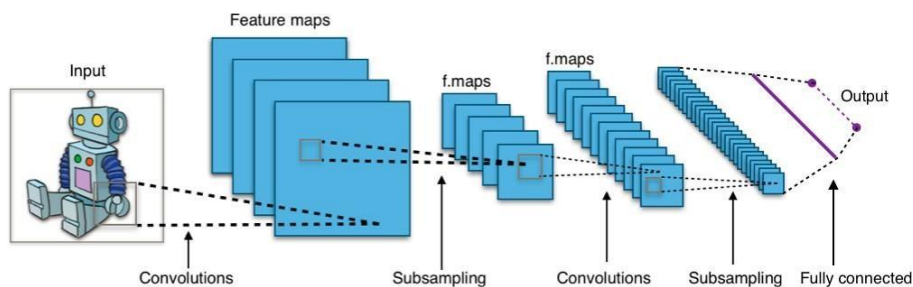 Feature maps
Input
f.maps
f.maps
Output
Convolutions
Subsampling
Convolutions
Subsampling
Fully connected